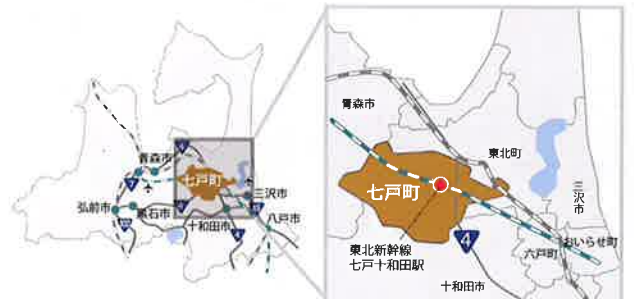 青森市
七戸町
三沢市
弘前市
黒石市
十和田市
八戸市
4
7
4
青森市
東北町
七戸町
三沢市
おいらせ町
六戸町
4
東北新幹線
七戸十和田駅
十和田市